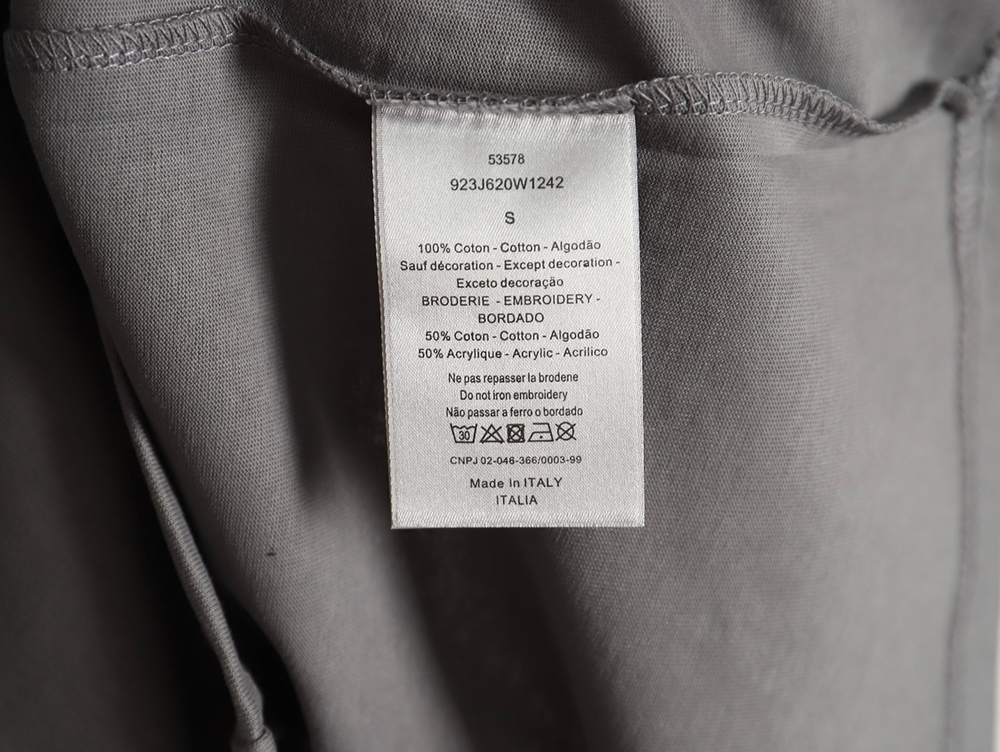 53578
923J620W1242
S
100% Coton - Cotton - Algodão
Sauf décoration - Except decoration -
Exceto decoração
BRODERIE - EMBROIDERY -
BORDADO
50% Coton - Cotton - Algodão
50% Acrylique - Acrylic - Acrilico
Ne pas repasser la brodene
Do not iron embroidery
Não passar a ferro o bordado
30
CNPJ 02-046-366/0003-99
Made In ITALY
ITALIA